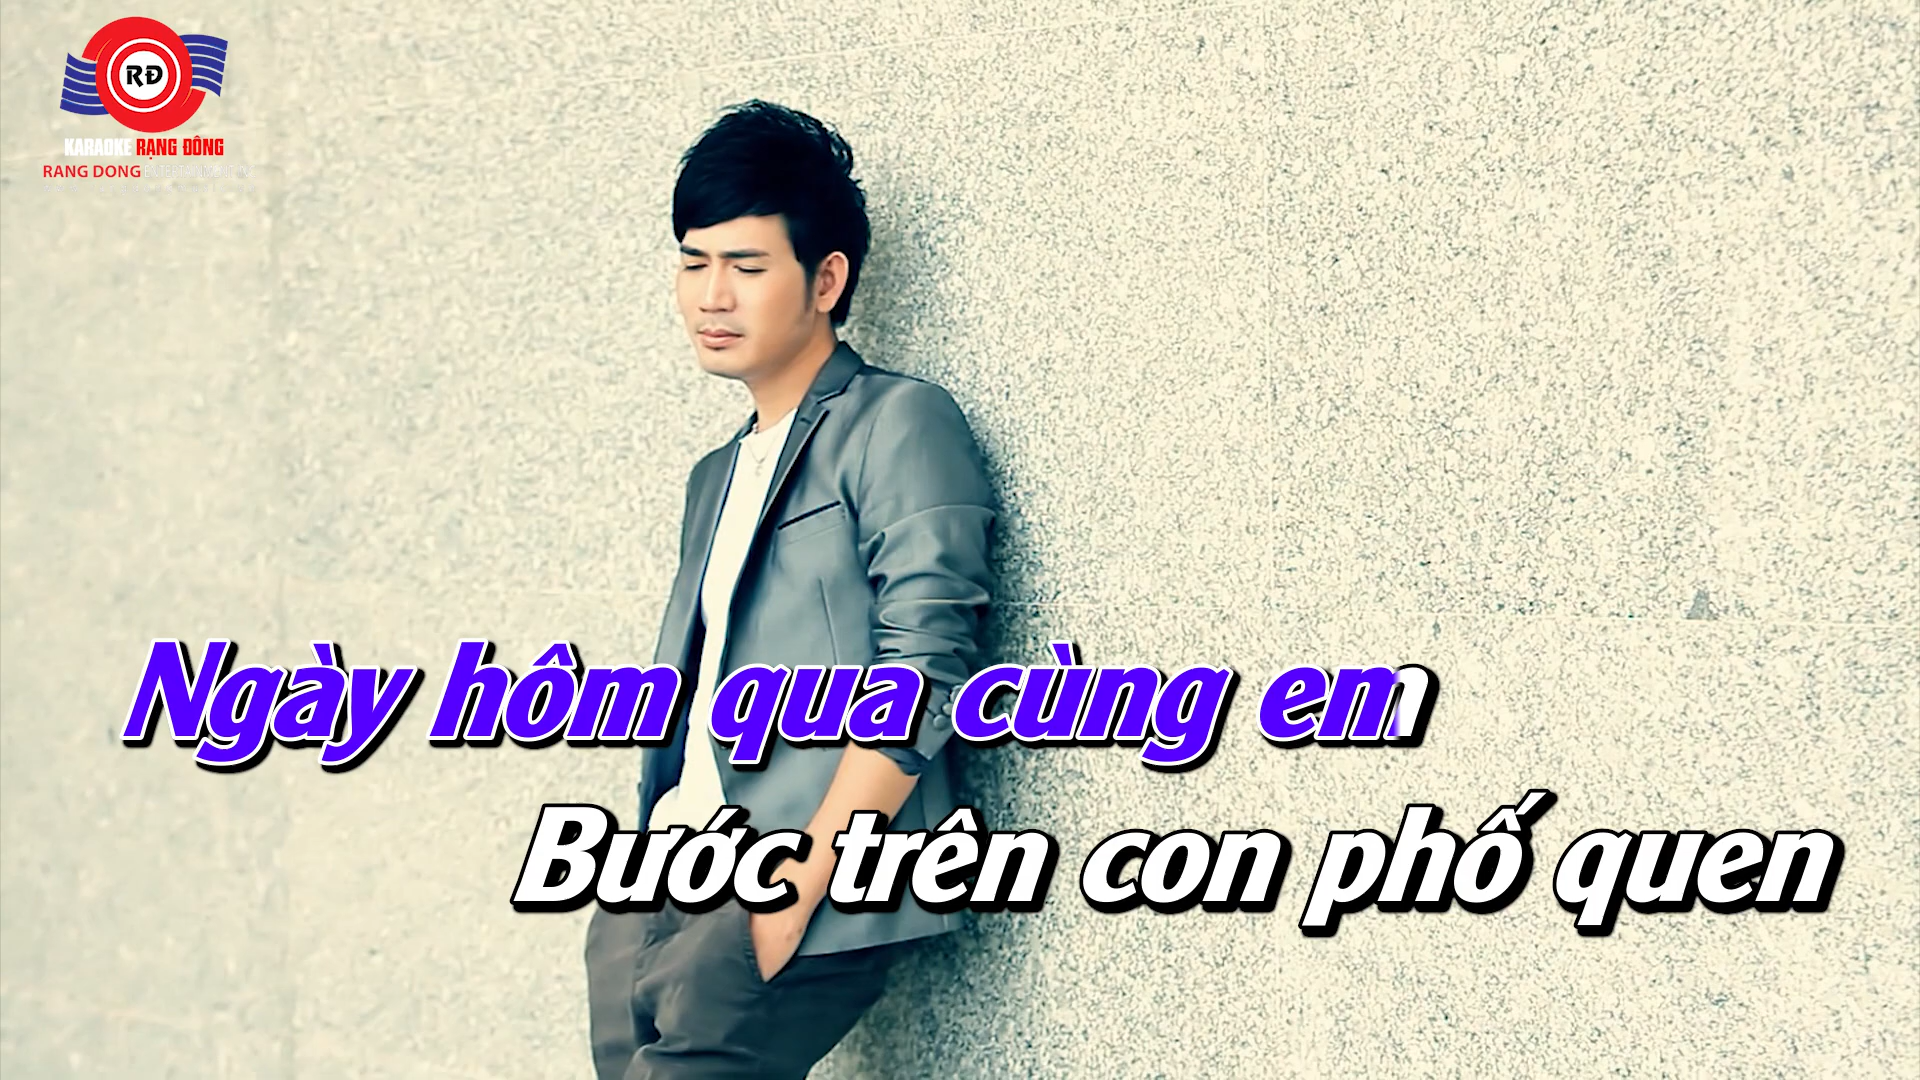 RĐ
KARAOKE RẠNG ĐÔNG
RANG DONG
Ngày hôm qua cùng em
Bước trên con phố quen